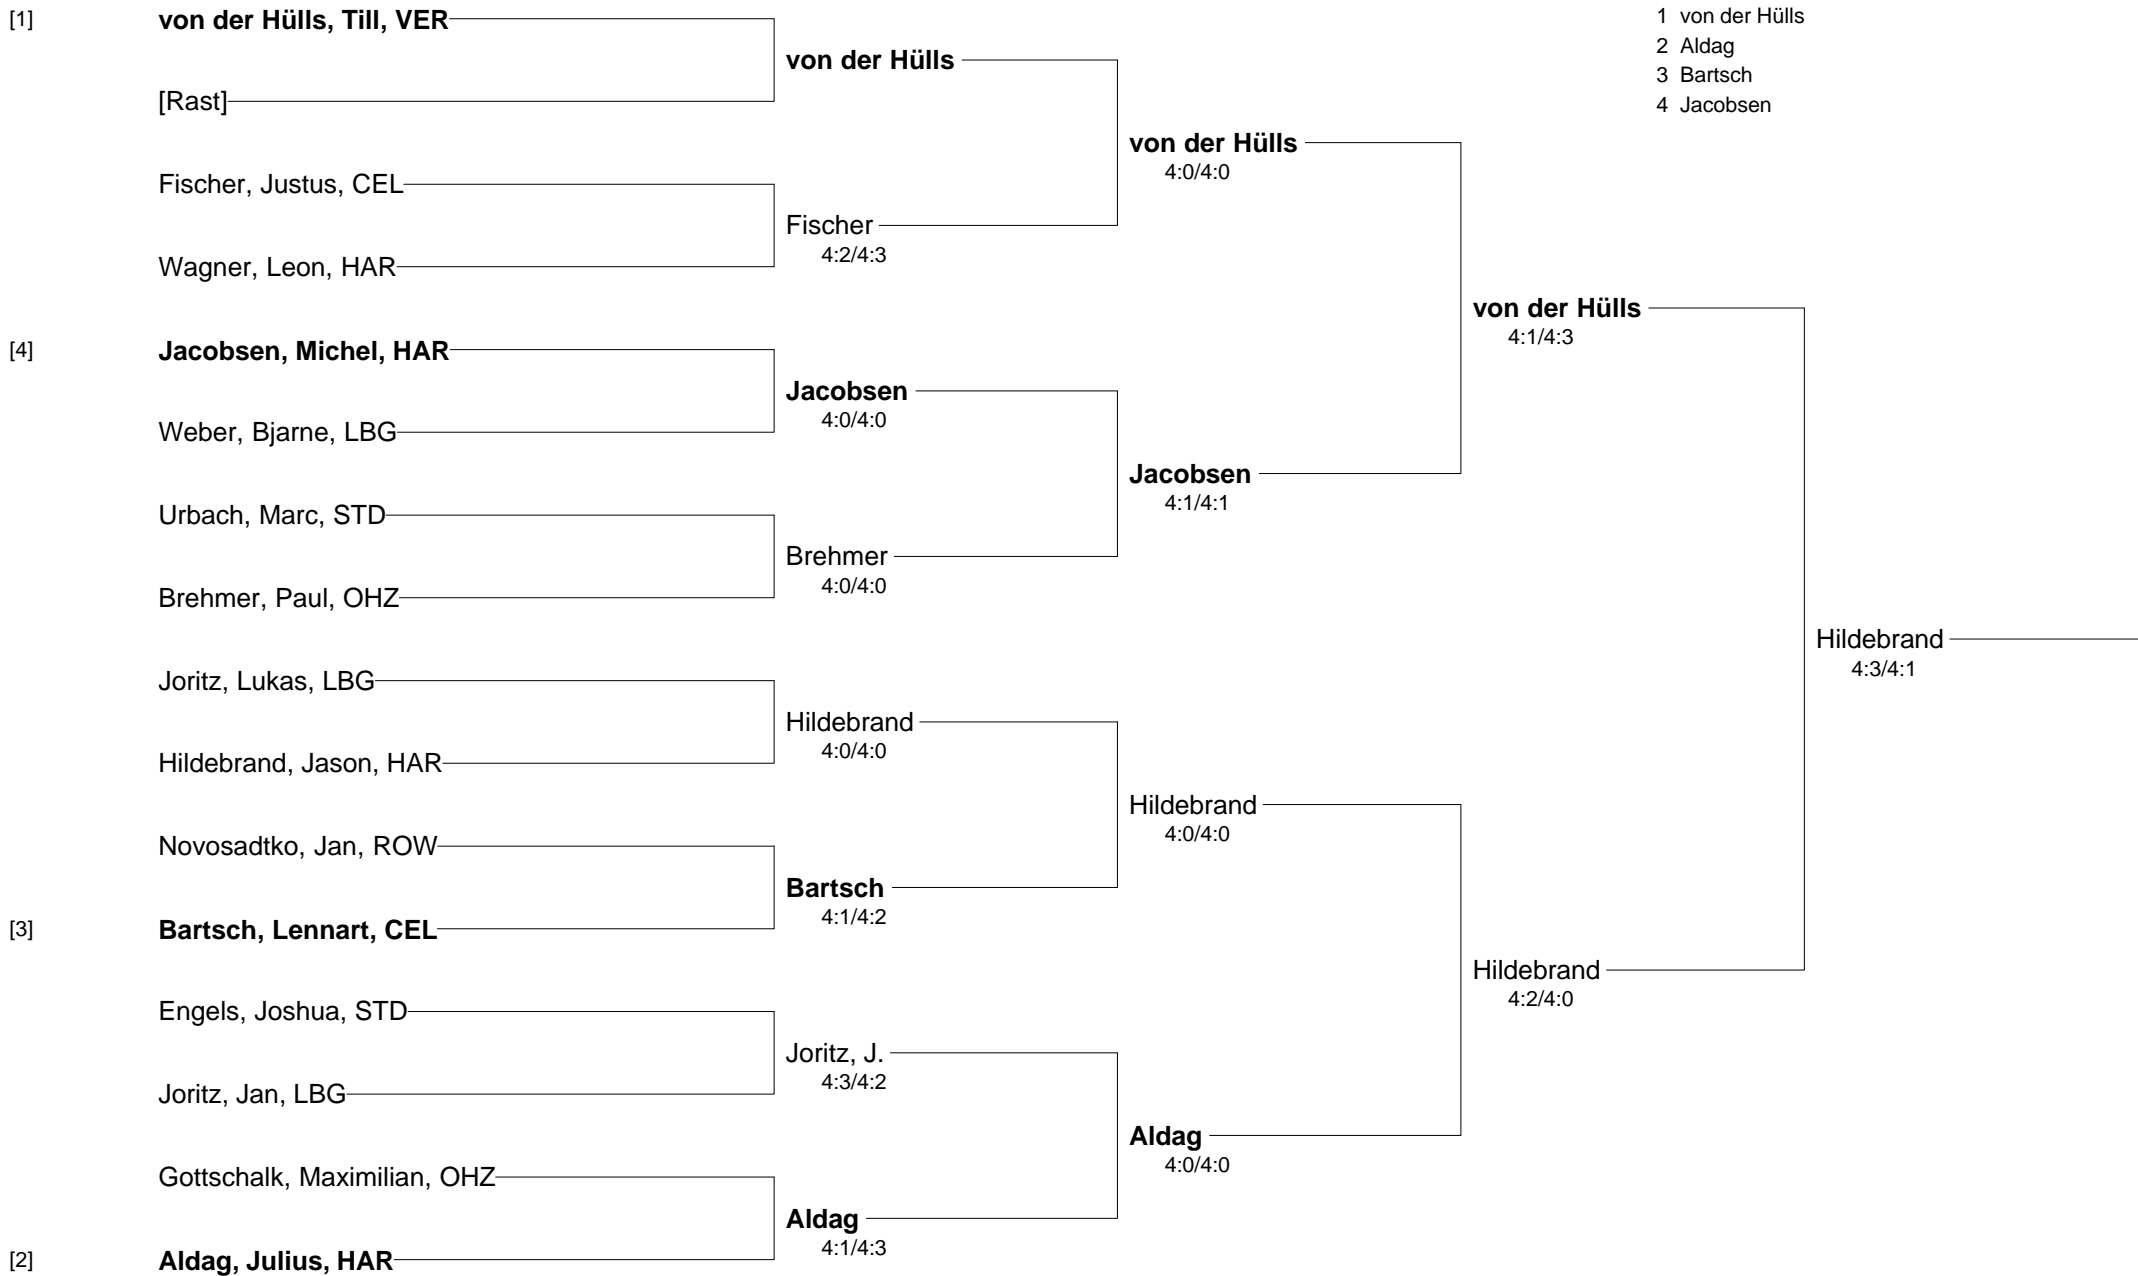 [1] von der Hülls, Till, VER
[Rast]
Fischer, Justus, CEL
Wagner, Leon, HAR
[4] Jacobsen, Michel, HAR
Weber, Bjarne, LBG
Urbach, Marc, STD
Brehmer, Paul, OHZ
Joritz, Lukas, LBG
Hildebrand, Jason, HAR
Novosadtko, Jan, ROW
[3] Bartsch, Lennart, CEL
Engels, Joshua, STD
Joritz, Jan, LBG
Gottschalk, Maximilian, OHZ
[2] Aldag, Julius, HAR
von der Hülls
Fischer
4:2/4:3
Jacobsen
4:0/4:0
Brehmer
4:0/4:0
Hildebrand
4:0/4:0
Bartsch
4:1/4:2
Joritz, J.
4:3/4:2
Aldag
4:1/4:3
von der Hülls
4:0/4:0
Jacobsen
4:1/4:1
Hildebrand
4:0/4:0
Aldag
4:0/4:0
von der Hülls
4:1/4:3
Hildebrand
4:2/4:0
Hildebrand
4:3/4:1
1 von der Hülls
2 Aldag
3 Bartsch
4 Jacobsen